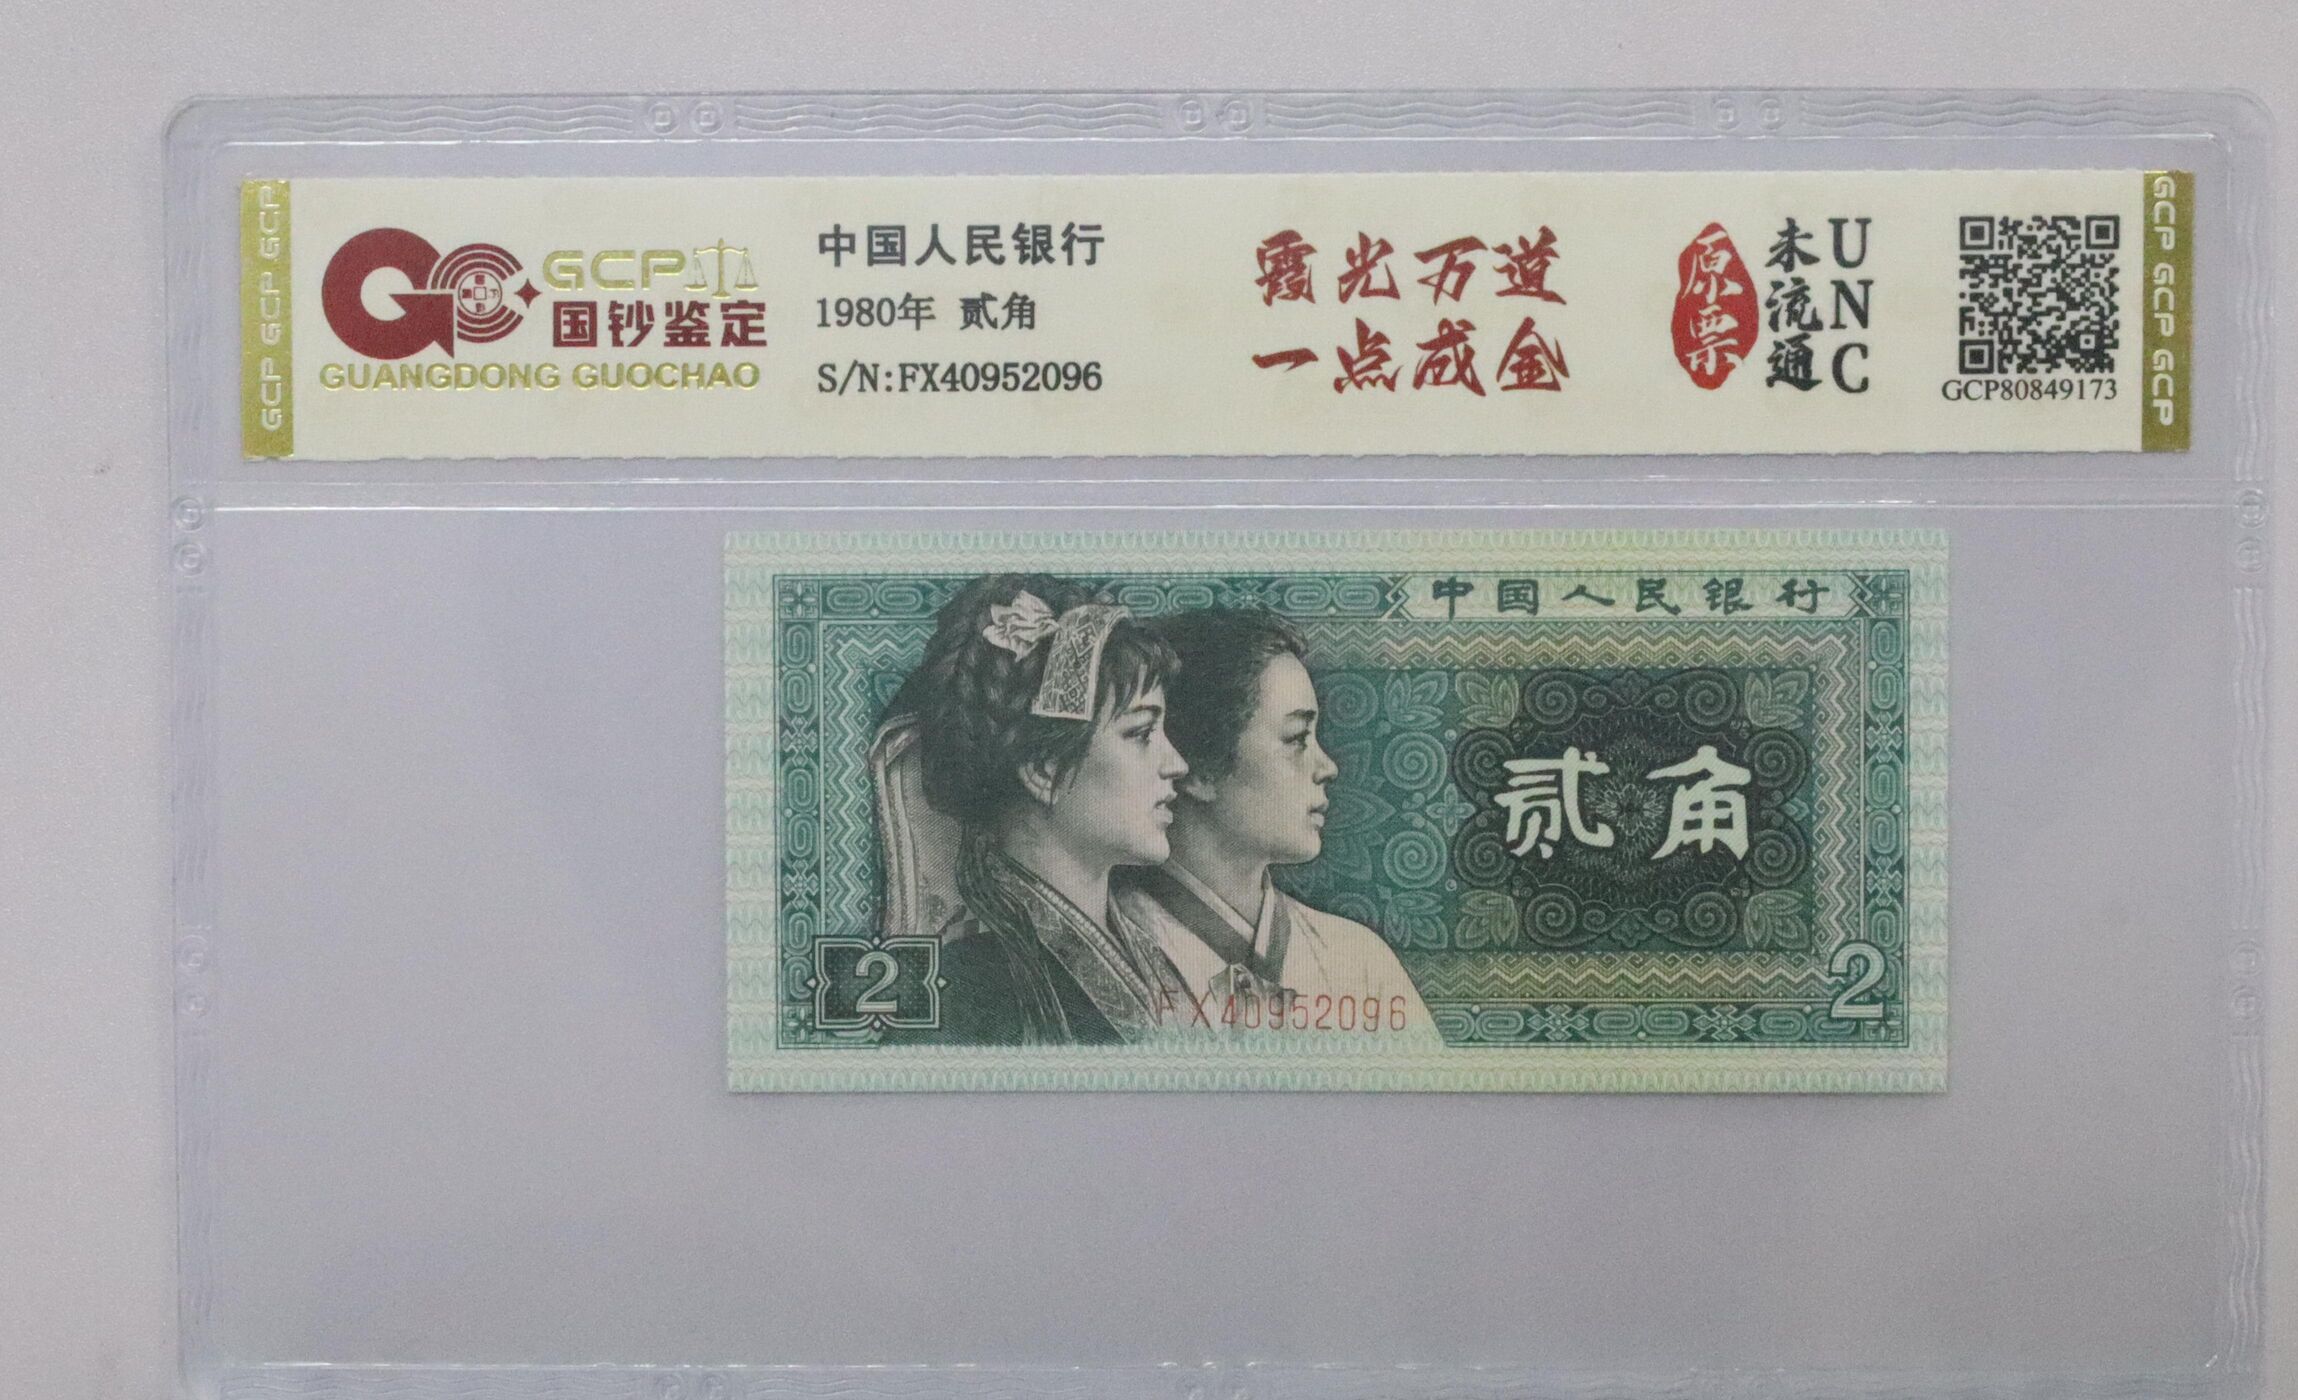 GCP GCP GCP
GCP
国钞鉴定
GUANGDONG GUOCHAO
中国人民银行
1980年 贰角
S/N:FX40952096
霞光万道
一点成金
原票
未流通
UNC
GCP80849173
GCP GCP GCP
中国人民银行
贰角
2
FX40952096
2